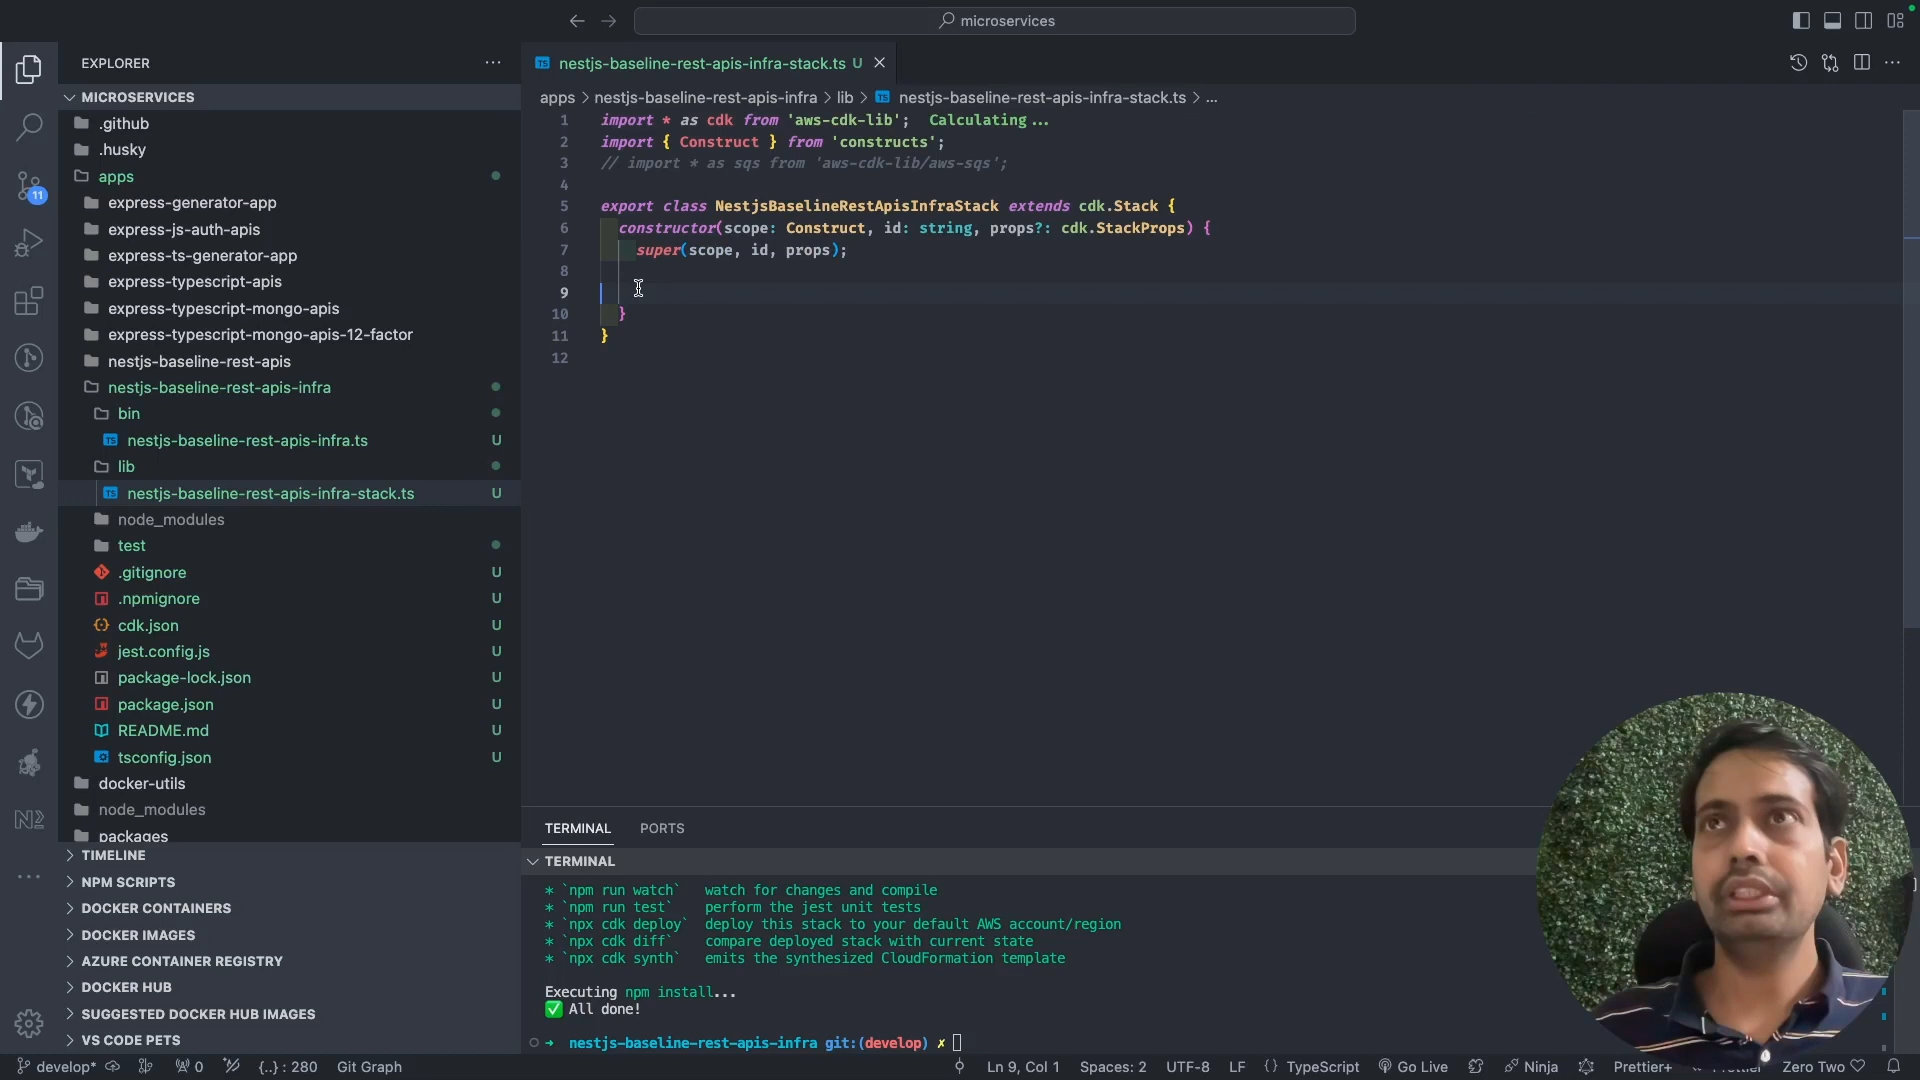 microservices
EXPLORER
MICROSERVICES
.github
.husky
apps
express-generator-app
express-js-auth-apis
express-ts-generator-app
express-typescript-apis
express-typescript-mongo-apis
express-typescript-mongo-apis-12-factor
nestjs-baseline-rest-apis
nestjs-baseline-rest-apis-infra
bin
TS nestjs-baseline-rest-apis-infra.ts U
lib
TS nestjs-baseline-rest-apis-infra-stack.ts U
node_modules
test
.gitignore U
.npmignore U
cdk.json U
jest.config.js U
package-lock.json U
package.json U
README.md U
tsconfig.json U
docker-utils
node_modules
packages
TIMELINE
NPM SCRIPTS
DOCKER CONTAINERS
DOCKER IMAGES
AZURE CONTAINER REGISTRY
DOCKER HUB
SUGGESTED DOCKER HUB IMAGES
VS CODE PETS
11
TS nestjs-baseline-rest-apis-infra-stack.ts U
apps > nestjs-baseline-rest-apis-infra > lib > TS nestjs-baseline-rest-apis-infra-stack.ts > ...
1 import * as cdk from 'aws-cdk-lib'; Calculating...
2 import { Construct } from 'constructs';
3 // import * as sqs from 'aws-cdk-lib/aws-sqs';
4
5 export class NestjsBaselineRestApisInfraStack extends cdk.Stack {
6 constructor(scope: Construct, id: string, props?: cdk.StackProps) {
7 super(scope, id, props);
8
9
10 }
11 }
12
TERMINAL PORTS
TERMINAL
* `npm run watch` watch for changes and compile
* `npm run test` perform the jest unit tests
* `npx cdk deploy` deploy this stack to your default AWS account/region
* `npx cdk diff` compare deployed stack with current state
* `npx cdk synth` emits the synthesized CloudFormation template
Executing npm install...
✅ All done!
→ nestjs-baseline-rest-apis-infra git:(develop) ✗
develop* 0 {..} : 280 Git Graph Ln 9, Col 1 Spaces: 2 UTF-8 LF {} TypeScript Go Live Ninja Prettier+ Prettier Zero Two